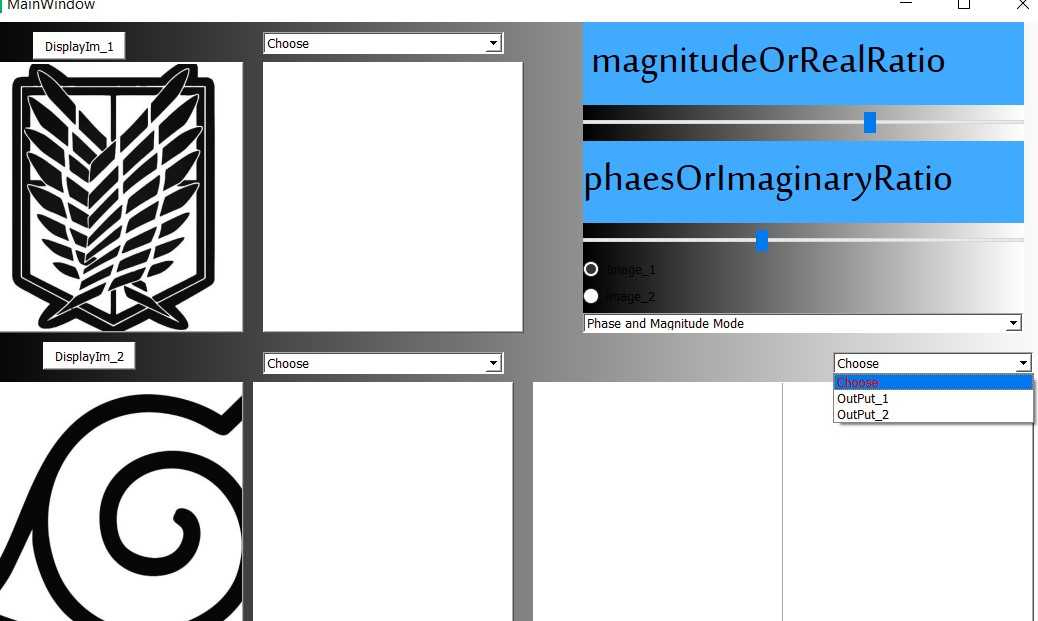 MainWindow
DisplayIm_1
Choose
magnitudeOrRealRatio
phaesOrImaginaryRatio
Image_1
Image_2
Phase and Magnitude Mode
DisplayIm_2
Choose
Choose
Choose
OutPut_1
OutPut_2